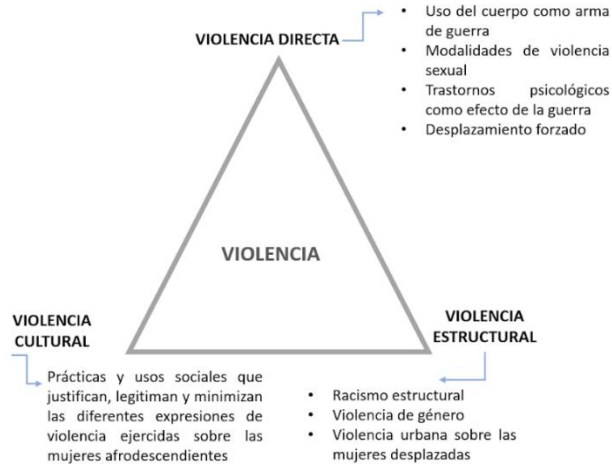 VIOLENCIA DIRECTA
• Uso del cuerpo como arma
de guerra
• Modalidades de violencia
sexual
• Trastornos psicológicos
como efecto de la guerra
• Desplazamiento forzado
VIOLENCIA
VIOLENCIA
CULTURAL
Prácticas y usos sociales que
justifican, legitiman y minimizan
las diferentes expresiones de
violencia ejercidas sobre las
mujeres afrodescendientes
VIOLENCIA
ESTRUCTURAL
• Racismo estructural
• Violencia de género
• Violencia urbana sobre las
mujeres desplazadas